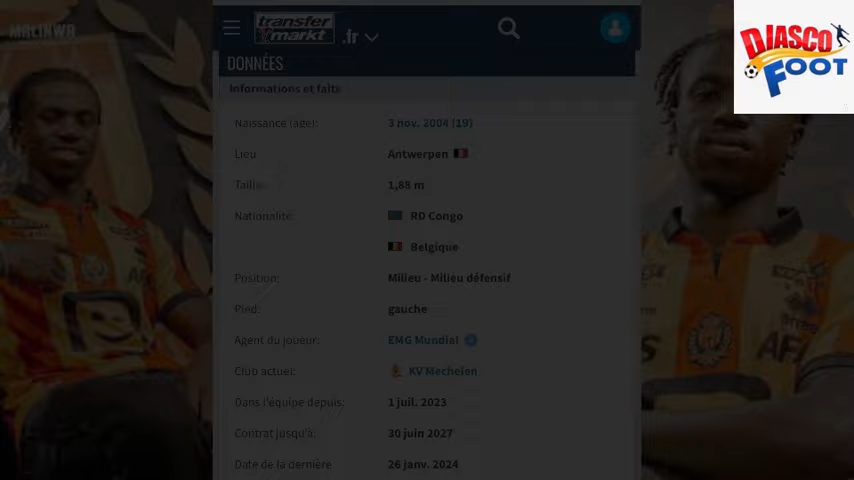 MALINWA
transfer
markt
.fr
DIASCO
FOOT
DONNÉES
Informations et faits
Naissance (âge): 3 nov. 2004 (19)
Lieu Antwerpen
Taille: 1,88 m
Nationalité: RD Congo
Belgique
Position: Milieu - Milieu défensif
Pied: gauche
Agent du joueur: EMG Mundial
Club actuel: KV Mechelen
Dans l'équipe depuis: 1 juil. 2023
Contrat jusqu'à: 30 juin 2027
Date de la dernière 26 janv. 2024